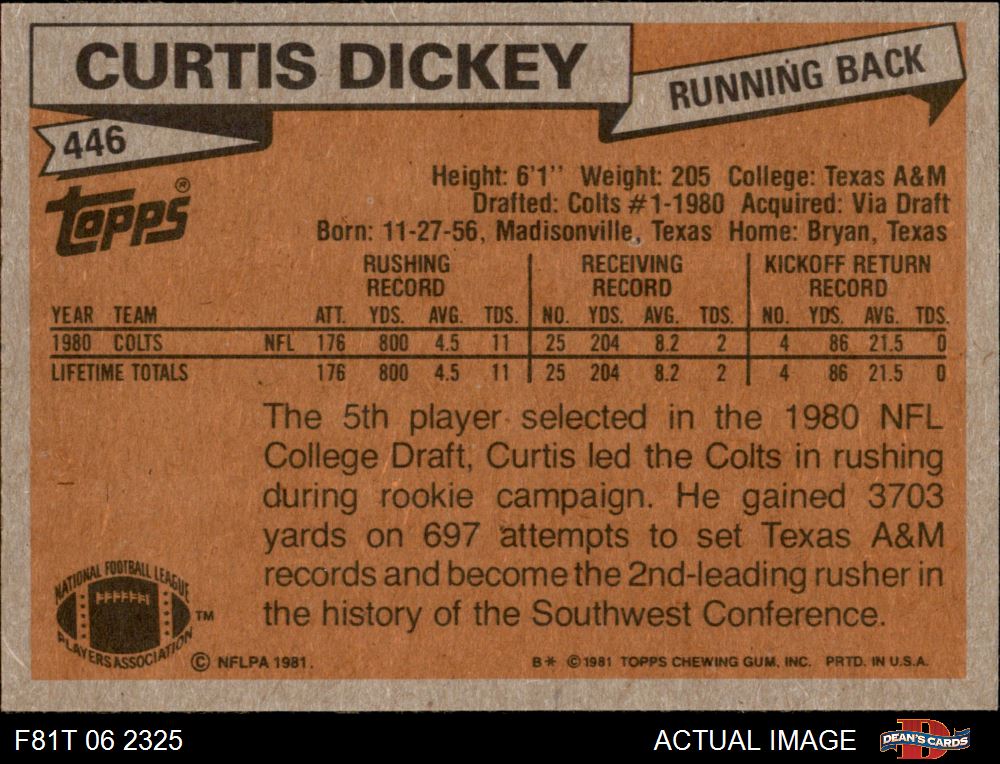 CURTIS DICKEY
RUNNING BACK
446
Topps®
Height: 6'1'' Weight: 205 College: Texas A&M
Drafted: Colts #1-1980 Acquired: Via Draft
Born: 11-27-56, Madisonville, Texas Home: Bryan, Texas
RUSHING RECORD RECEIVING RECORD KICKOFF RETURN RECORD
YEAR TEAM ATT. YDS. AVG. TDS. NO. YDS. AVG. TDS. NO. YDS. AVG. TDS.
1980 COLTS NFL 176 800 4.5 11 25 204 8.2 2 4 86 21.5 0
LIFETIME TOTALS 176 800 4.5 11 25 204 8.2 2 4 86 21.5 0
The 5th player selected in the 1980 NFL
College Draft, Curtis led the Colts in rushing
during rookie campaign. He gained 3703
yards on 697 attempts to set Texas A&M
records and become the 2nd-leading rusher in
the history of the Southwest Conference.
NATIONAL FOOTBALL LEAGUE
PLAYERS ASSOCIATION ™
© NFLPA 1981.
B* © 1981 TOPPS CHEWING GUM, INC. PRTD. IN U.S.A.
F81T 06 2325
ACTUAL IMAGE
D
DEAN'S CARDS